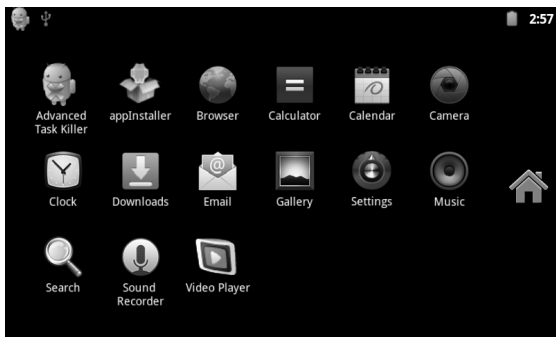 2:57
Advanced
Task Killer
appInstaller
Browser
Calculator
Calendar
Camera
Clock
Downloads
Email
Gallery
Settings
Music
Search
Sound
Recorder
Video Player